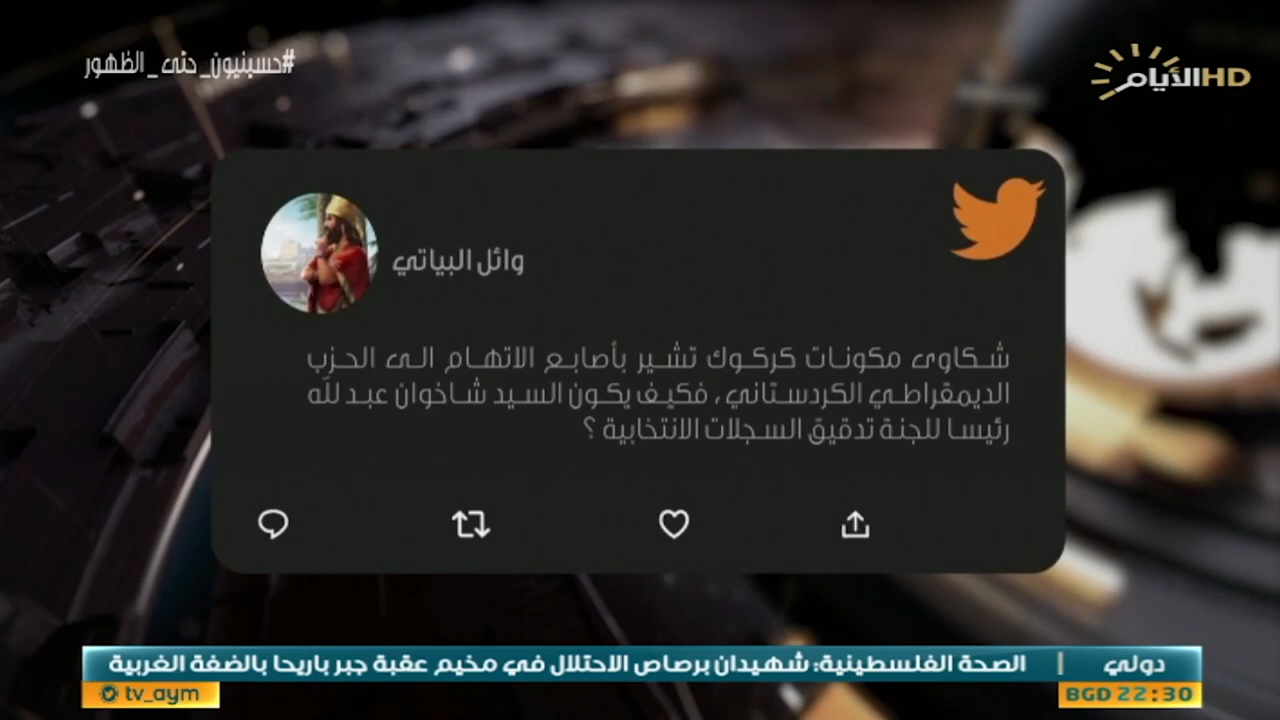 #حسينيون_حتى_الظهور
الأيام HD
وائل البياتي
شكاوى مكونات كركوك تشير بأصابع الاتهام الى الحزب
الديمقراطي الكردستاني ، فكيف يكون السيد شاخوان عبد لله
رئيسا للجنة تدقيق السجلات الانتخابية ؟
دولي | الصحة الفلسطينية: شهيدان برصاص الاحتلال في مخيم عقبة جبر باريحا بالضفة الغربية
tv_aym
BGD 22:30